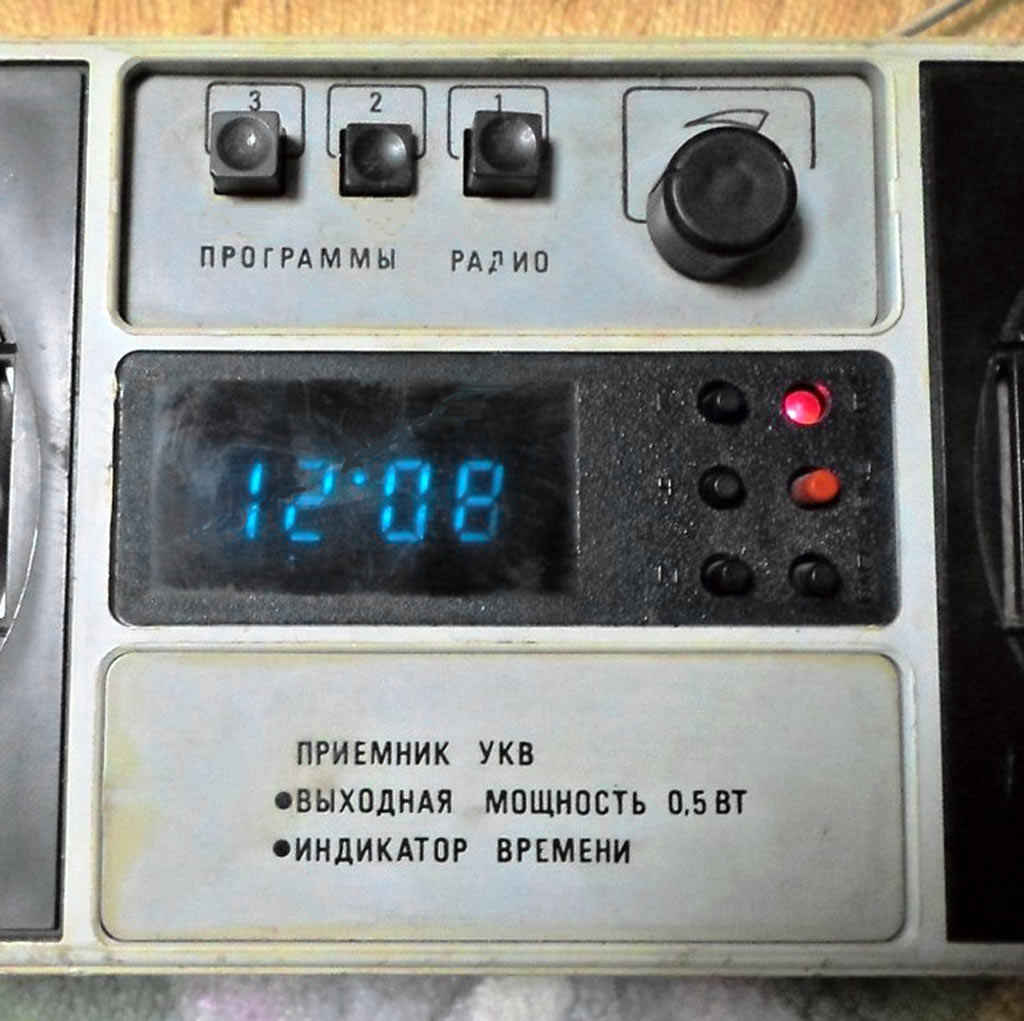 3 2 1
ПРОГРАММЫ РАДИО
12:08
ПРИЕМНИК УКВ
●ВЫХОДНАЯ МОЩНОСТЬ 0,5 ВТ
●ИНДИКАТОР ВРЕМЕНИ